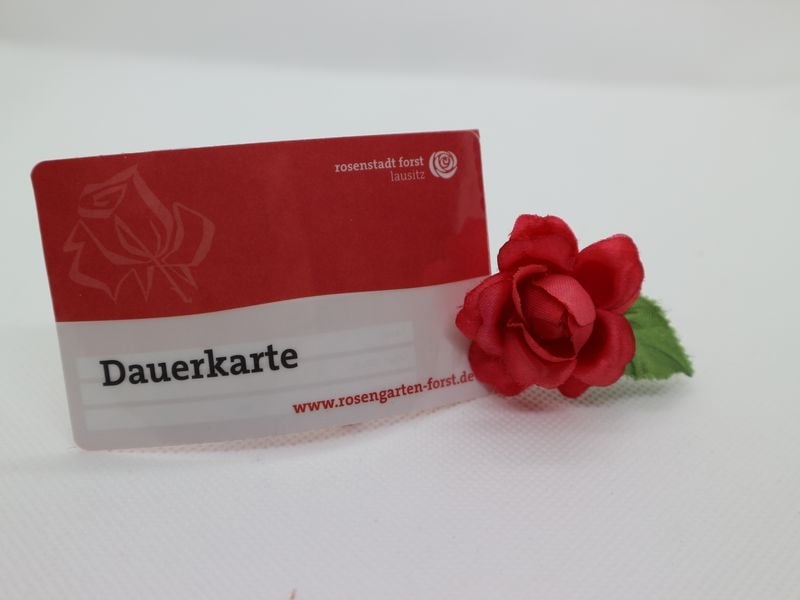 rosenstadt forst
lausitz
Dauerkarte
www.rosengarten-forst.de